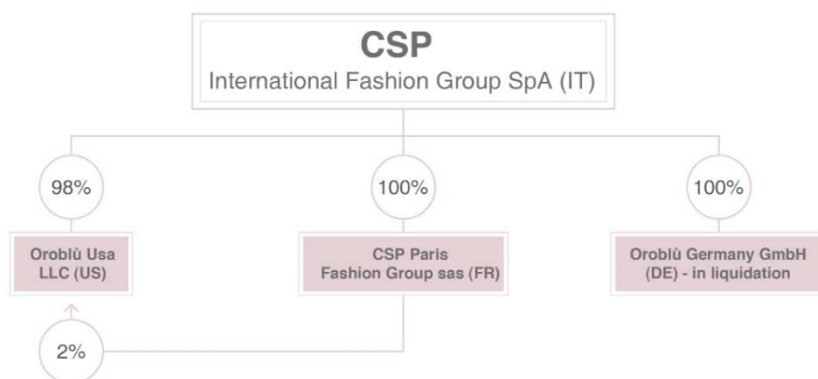 CSP
International Fashion Group SpA (IT)
98%
100%
100%
Oroblù Usa
LLC (US)
CSP Paris
Fashion Group sas (FR)
Oroblù Germany GmbH
(DE) - in liquidation
2%